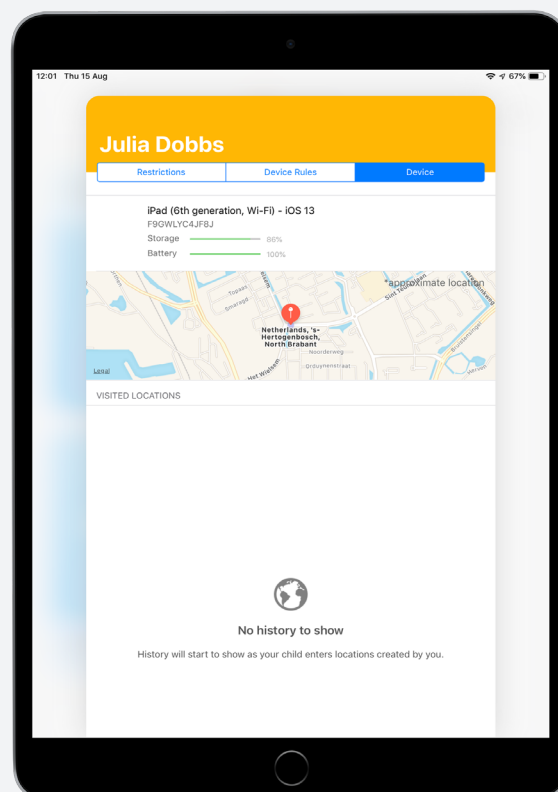 12:01 Thu 15 Aug
67%
Julia Dobbs
Restrictions
Device Rules
Device
iPad (6th generation, Wi-Fi) - iOS 13
F9GWLYC4JF8J
Storage 86%
Battery 100%
*approximate location
Topaas
Smaragd
Netherlands, 's-
Hertogenbosch,
North Brabant
Noorderweg
Orduynenstraat
Het Wielsem
Legal
VISITED LOCATIONS
No history to show
History will start to show as your child enters locations created by you.